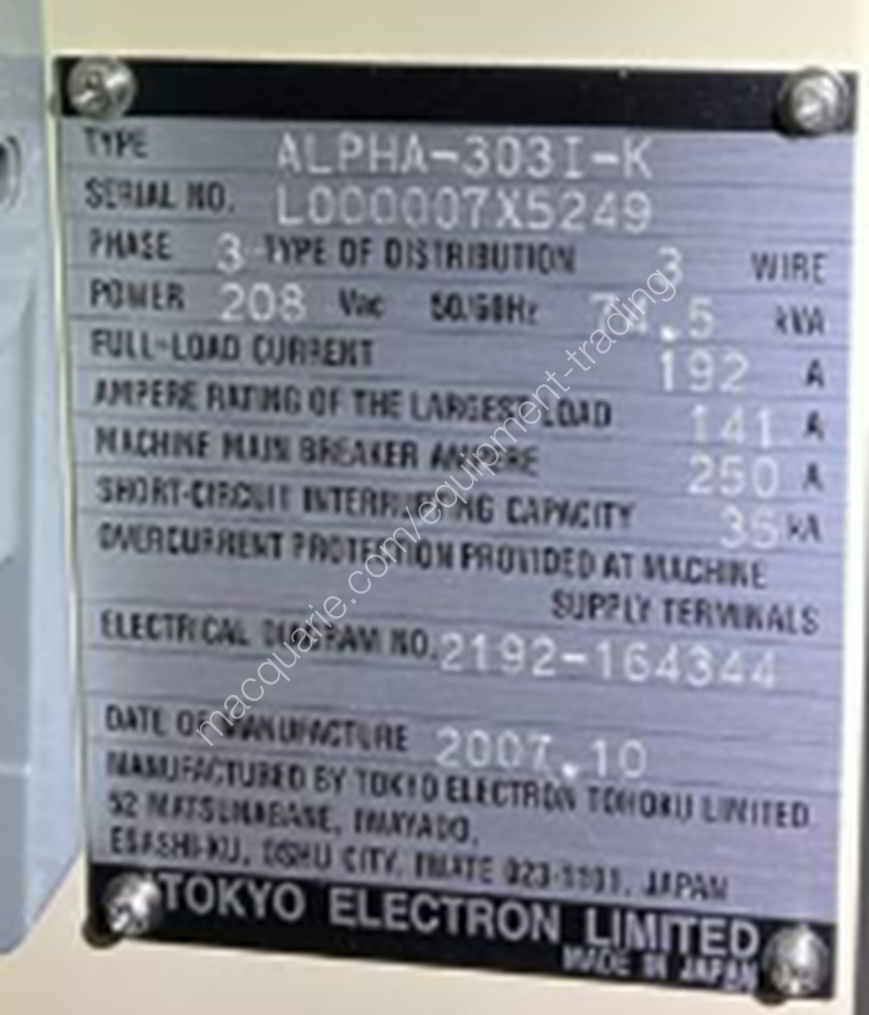 TYPE ALPHA-303I-K
SERIAL NO. L000007X5249
PHASE 3 TYPE OF DISTRIBUTION 3 WIRE
POWER 208 Vac 50/60Hz kVA
FULL-LOAD CURRENT 192 A
AMPERE RATING OF THE LARGEST LOAD 141 A
MACHINE MAIN BREAKER AMPERE 250 A
SHORT-CIRCUIT INTERRUPTING CAPACITY kA
OVERCURRENT PROTECTION PROVIDED AT MACHINE
SUPPLY TERMINALS
ELECTRICAL DIAGRAM NO. 2192-164344
DATE OF MANUFACTURE 2007.10
MANUFACTURED BY TOKYO ELECTRON TOHOKU LIMITED
52 MATSUNAGANE, IWAYADO,
ESASHI-KU, OSHU CITY, IWATE 023-1101, JAPAN
TOKYO ELECTRON LIMITED
MADE IN JAPAN
macquarie.com/equipment-trading